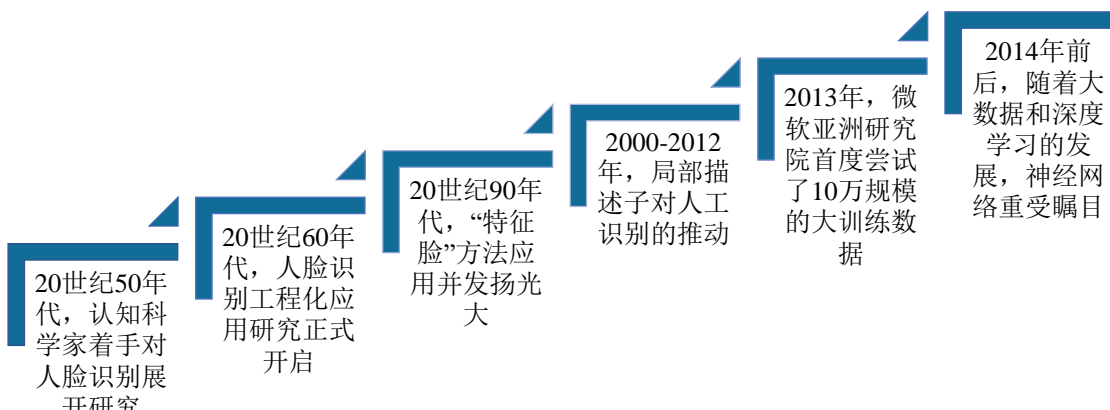 20世纪50年
代，认知科
学家着手对
人脸识别展
开研究
20世纪60年
代，人脸识
别工程化应
用研究正式
开启
20世纪90年
代，“特征
脸”方法应
用并发扬光
大
2000-2012
年，局部描
述子对人工
识别的推动
2013年，微
软亚洲研究
院首度尝试
了10万规模
的大训练数
据
2014年前
后，随着大
数据和深度
学习的发
展，神经网
络重受瞩目